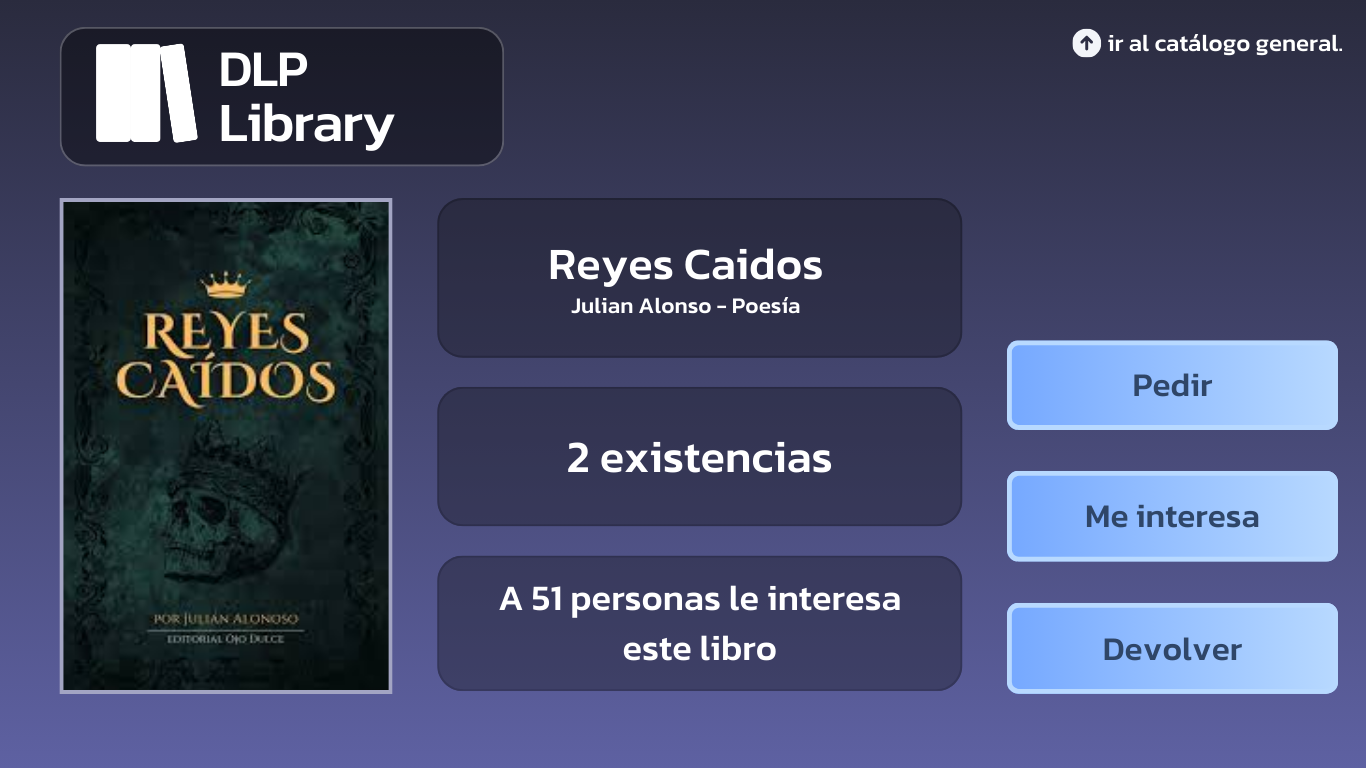 DLP
Library
ir al catálogo general.
REYES
CAÍDOS
POR JULIÁN ALONOSO
EDITORIAL OJO DULCE
Reyes Caidos
Julian Alonso - Poesía
2 existencias
A 51 personas le interesa
este libro
Pedir
Me interesa
Devolver